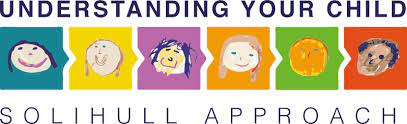 UNDERSTANDING YOUR CHILD
SOLIHULL APPROACH